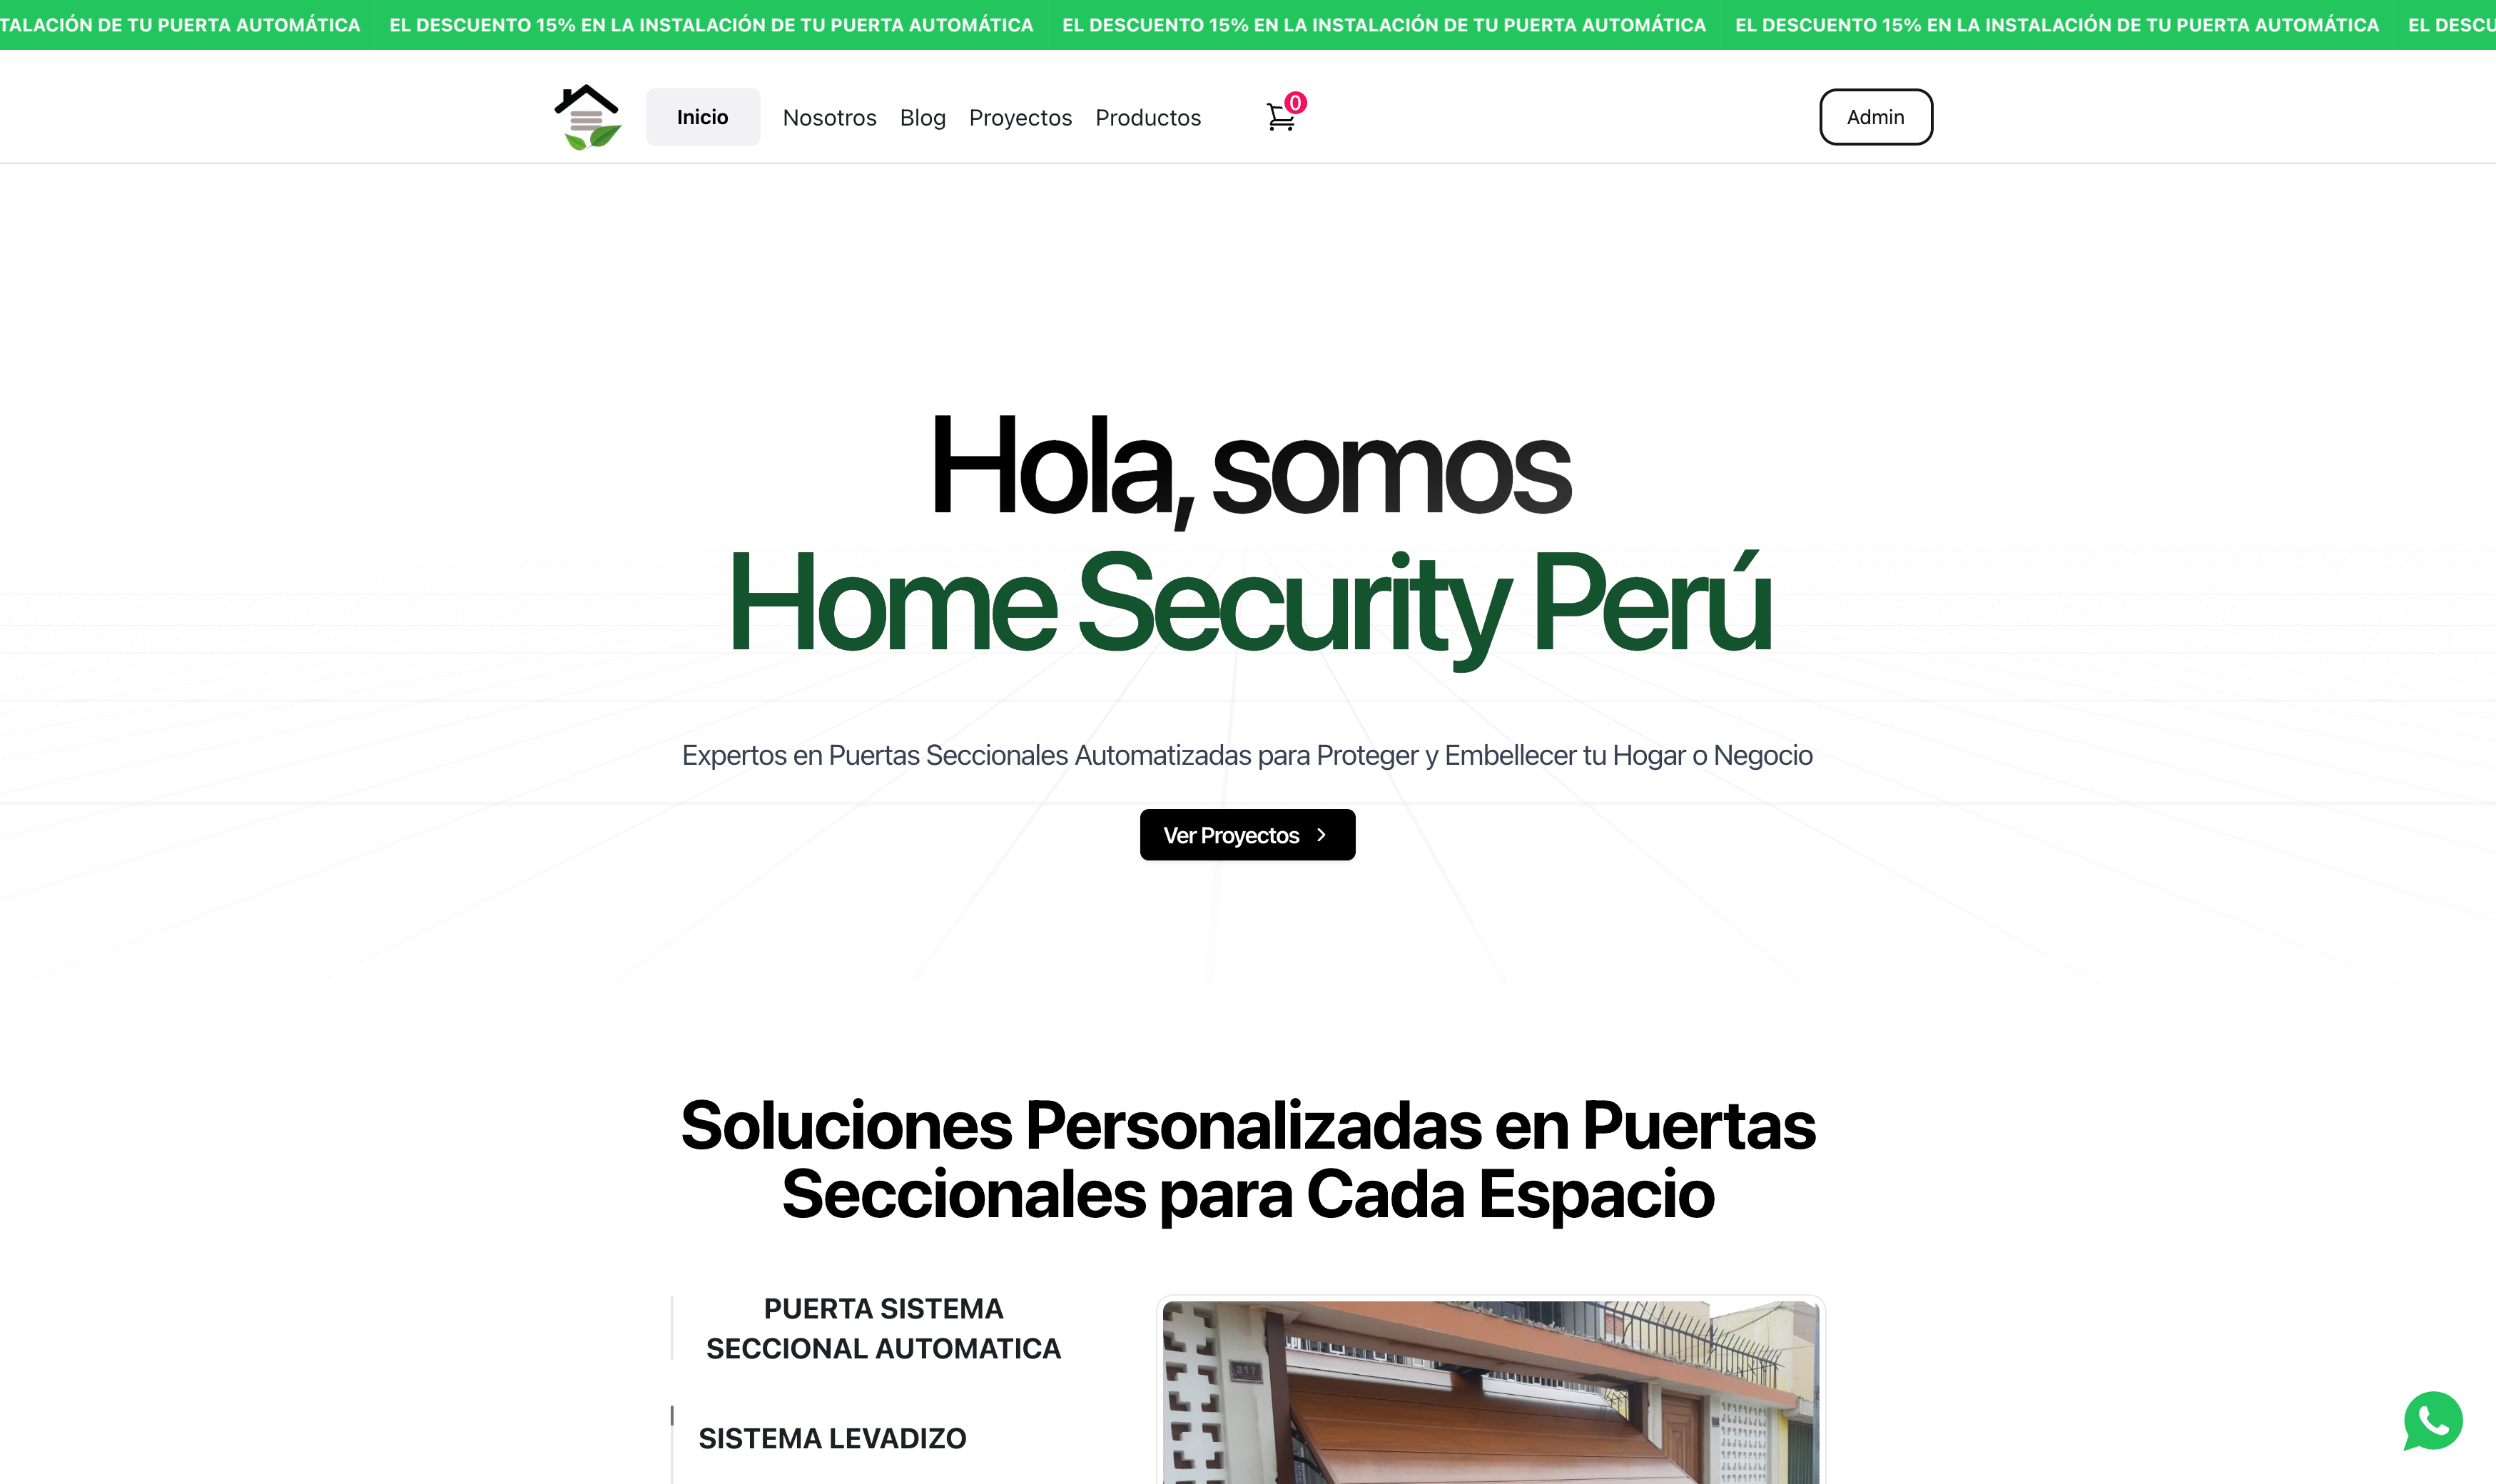 TALACIÓN DE TU PUERTA AUTOMÁTICA EL DESCUENTO 15% EN LA INSTALACIÓN DE TU PUERTA AUTOMÁTICA EL DESCUENTO 15% EN LA INSTALACIÓN DE TU PUERTA AUTOMÁTICA EL DESCUENTO 15% EN LA INSTALACIÓN DE TU PUERTA AUTOMÁTICA EL DESCU
Inicio Nosotros Blog Proyectos Productos 0 Admin
Hola, somos
Home Security Perú
Expertos en Puertas Seccionales Automatizadas para Proteger y Embellecer tu Hogar o Negocio
Ver Proyectos
Soluciones Personalizadas en Puertas
Seccionales para Cada Espacio
PUERTA SISTEMA
SECCIONAL AUTOMATICA
SISTEMA LEVADIZO
317